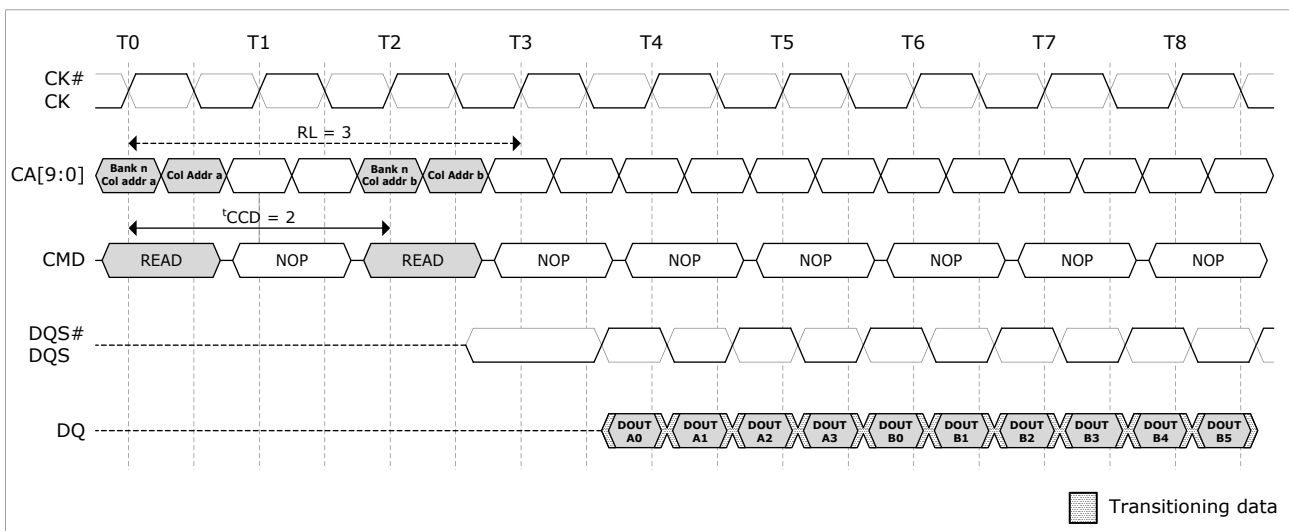 T0 T1 T2 T3 T4 T5 T6 T7 T8
CK#
CK
RL = 3
CA[9:0]
Bank n
Col addr a
Col Addr a
Bank n
Col addr b
Col Addr b
tCCD = 2
CMD READ NOP READ NOP NOP NOP NOP NOP NOP
DQS#
DQS
DQ
DOUT
A0
DOUT
A1
DOUT
A2
DOUT
A3
DOUT
B0
DOUT
B1
DOUT
B2
DOUT
B3
DOUT
B4
DOUT
B5
Transitioning data